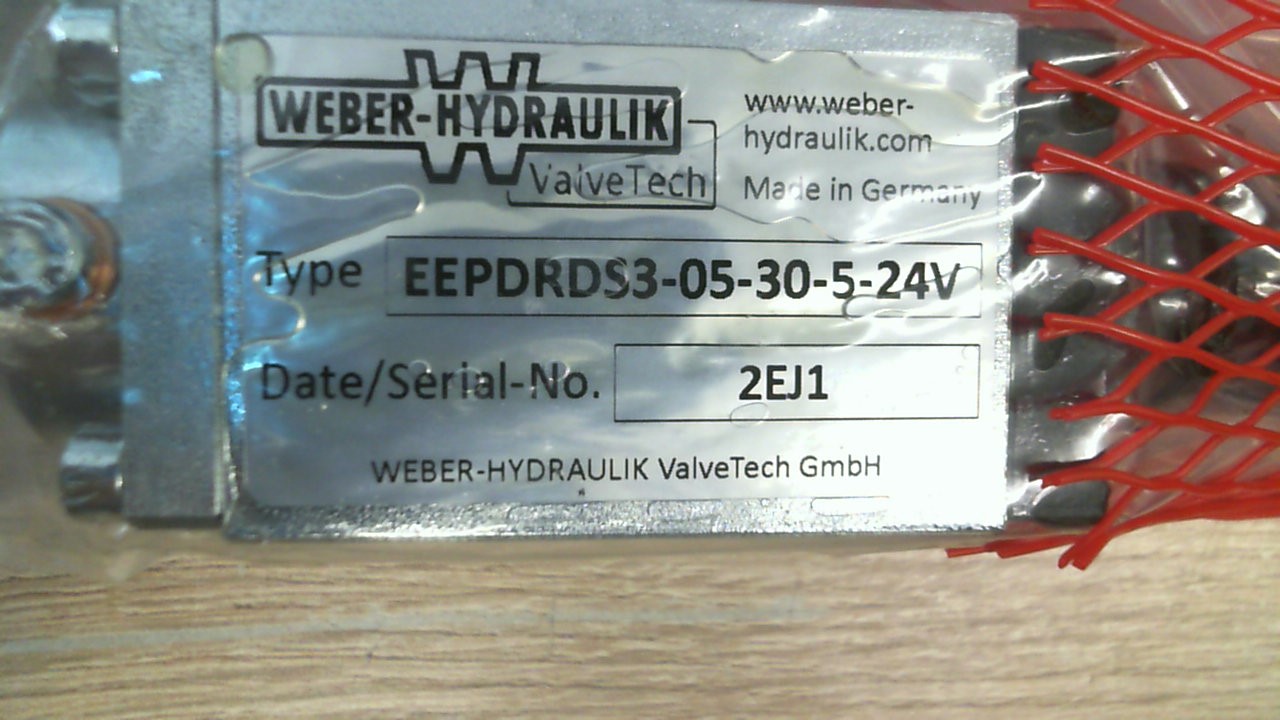 WEBER-HYDRAULIK
ValveTech
www.weber-
hydraulik.com
Made in Germany
Type EEPDRDS3-05-30-5-24V
Date/Serial-No. 2EJ1
WEBER-HYDRAULIK ValveTech GmbH